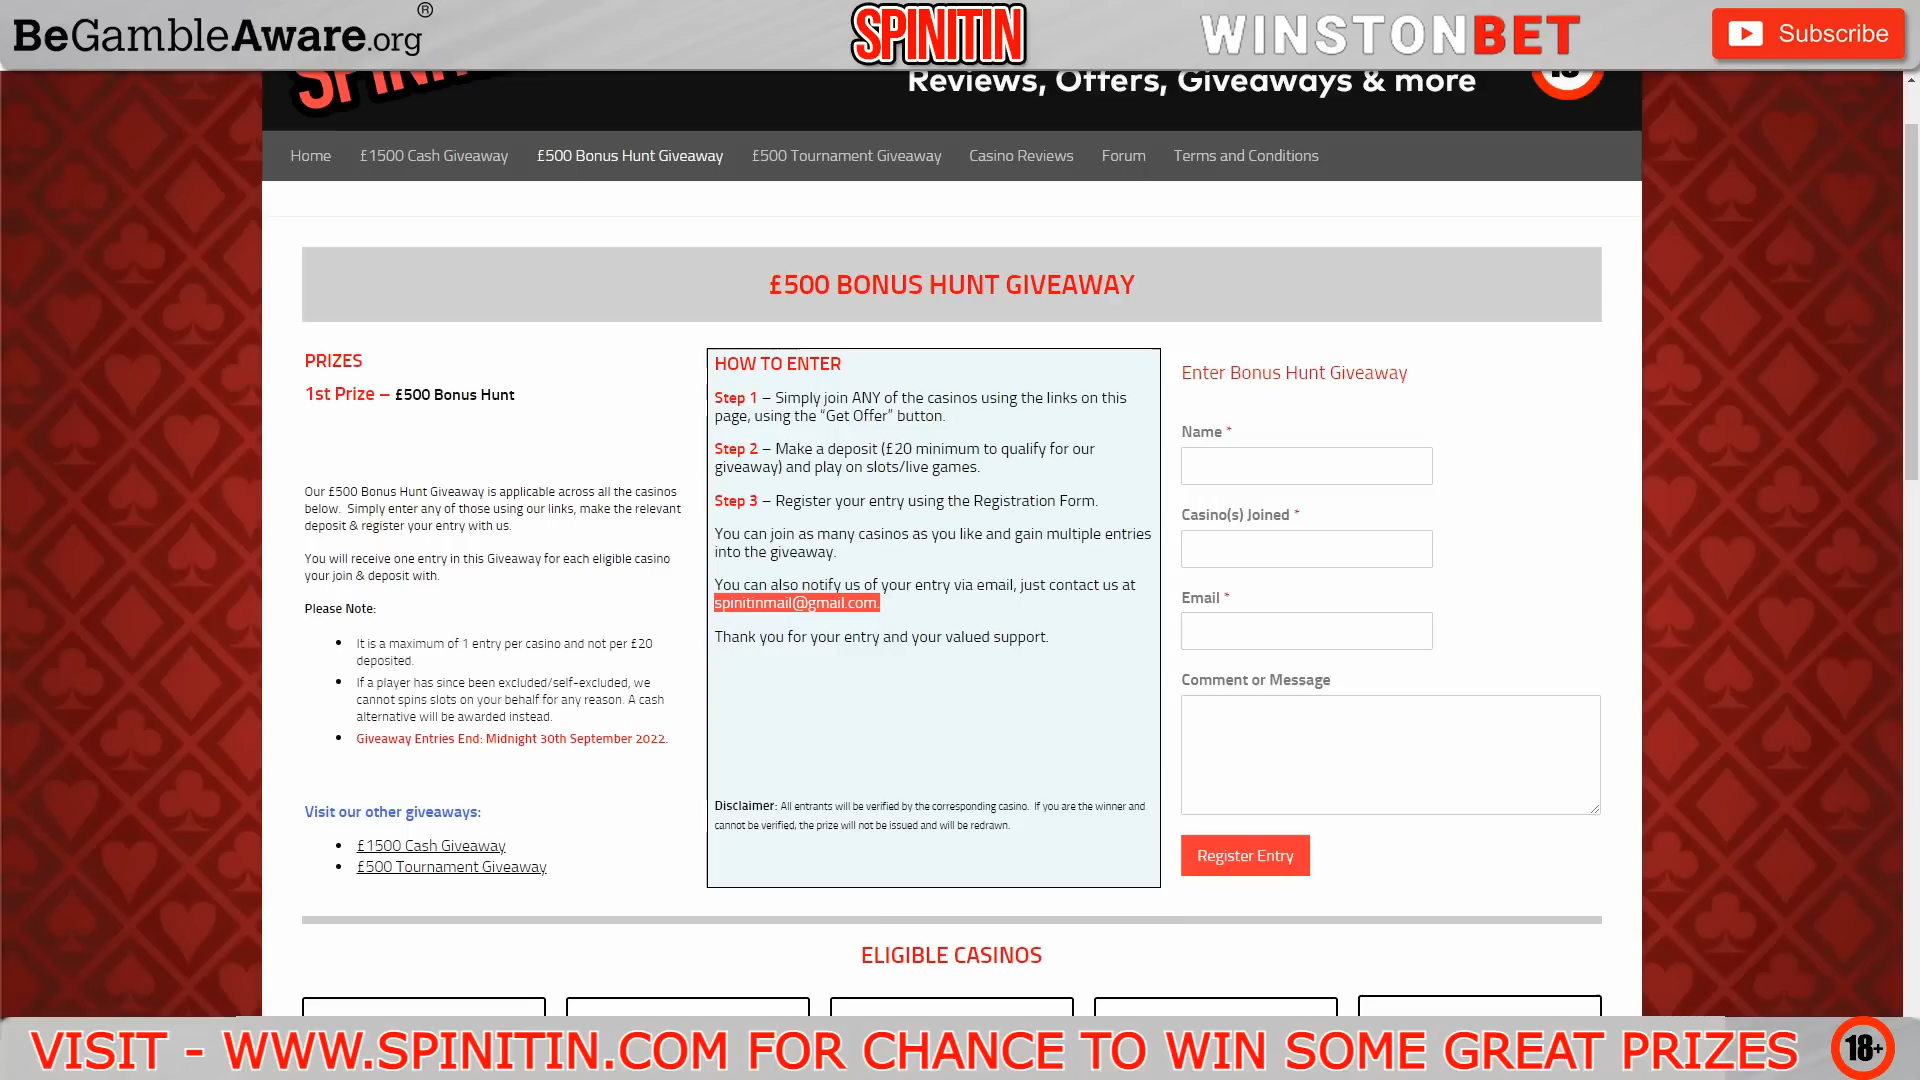 BeGambleAware.org®
SPINITIN
WINSTONBET
Subscribe
Reviews, Offers, Giveaways & more
Home £1500 Cash Giveaway £500 Bonus Hunt Giveaway £500 Tournament Giveaway Casino Reviews Forum Terms and Conditions
£500 BONUS HUNT GIVEAWAY
PRIZES
1st Prize – £500 Bonus Hunt
Our £500 Bonus Hunt Giveaway is applicable across all the casinos
below. Simply enter any of those using our links, make the relevant
deposit & register your entry with us.
You will receive one entry in this Giveaway for each eligible casino
your join & deposit with.
Please Note:
It is a maximum of 1 entry per casino and not per £20
deposited.
If a player has since been excluded/self-excluded, we
cannot spins slots on your behalf for any reason. A cash
alternative will be awarded instead.
Giveaway Entries End: Midnight 30th September 2022.
Visit our other giveaways:
£1500 Cash Giveaway
£500 Tournament Giveaway
HOW TO ENTER
Step 1 – Simply join ANY of the casinos using the links on this
page, using the “Get Offer” button.
Step 2 – Make a deposit (£20 minimum to qualify for our
giveaway) and play on slots/live games.
Step 3 – Register your entry using the Registration Form.
You can join as many casinos as you like and gain multiple entries
into the giveaway.
You can also notify us of your entry via email, just contact us at
spinitinmail@gmail.com.
Thank you for your entry and your valued support.
Disclaimer: All entrants will be verified by the corresponding casino. If you are the winner and
cannot be verified, the prize will not be issued and will be redrawn.
Enter Bonus Hunt Giveaway
Name *
Casino(s) Joined *
Email *
Comment or Message
Register Entry
ELIGIBLE CASINOS
VISIT - WWW.SPINITIN.COM FOR CHANCE TO WIN SOME GREAT PRIZES
18+